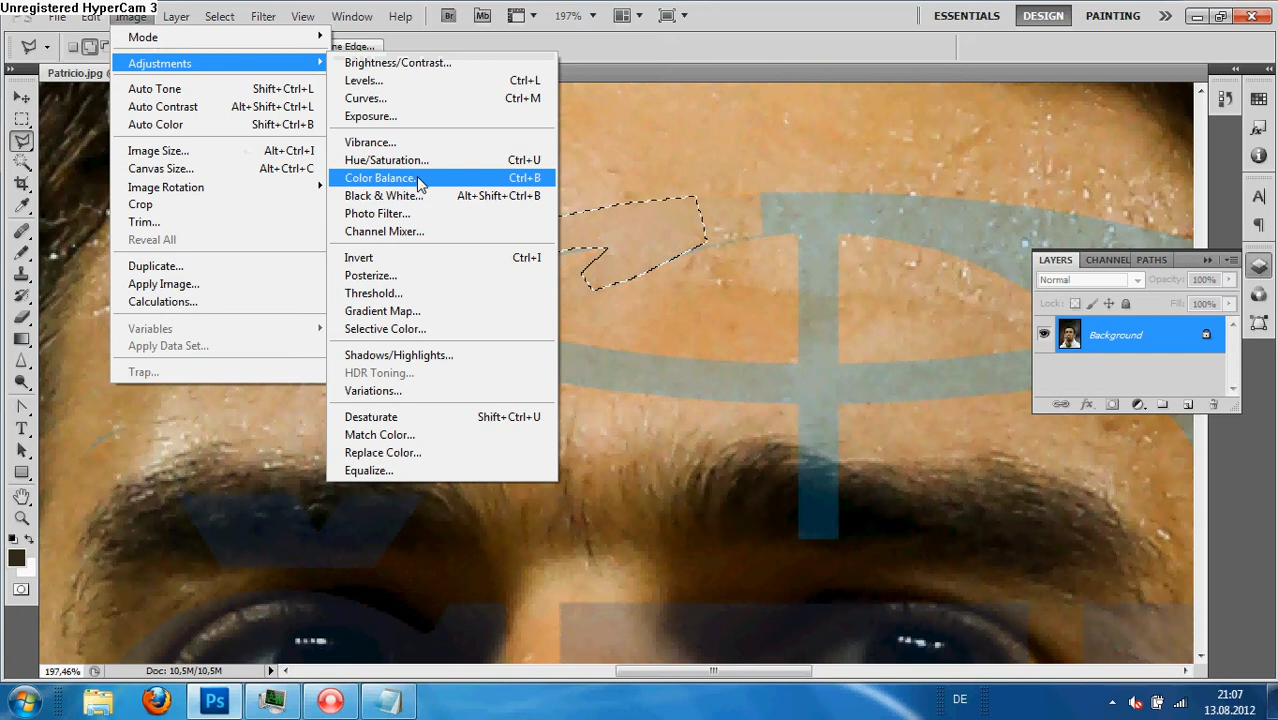 Unregistered HyperCam 3
File Edit Image Layer Select Filter View Window Help Br Mb 197% ESSENTIALS DESIGN PAINTING
Patricio.jpg @
ne Edge...
Mode
Adjustments
Auto Tone Shift+Ctrl+L
Auto Contrast Alt+Shift+Ctrl+L
Auto Color Shift+Ctrl+B
Image Size... Alt+Ctrl+I
Canvas Size... Alt+Ctrl+C
Image Rotation
Crop
Trim...
Reveal All
Duplicate...
Apply Image...
Calculations...
Variables
Apply Data Set...
Trap...
Brightness/Contrast...
Levels... Ctrl+L
Curves... Ctrl+M
Exposure...
Vibrance...
Hue/Saturation... Ctrl+U
Color Balance... Ctrl+B
Black & White... Alt+Shift+Ctrl+B
Photo Filter...
Channel Mixer...
Invert Ctrl+I
Posterize...
Threshold...
Gradient Map...
Selective Color...
Shadows/Highlights...
HDR Toning...
Variations...
Desaturate Shift+Ctrl+U
Match Color...
Replace Color...
Equalize...
LAYERS CHANNEL PATHS
Normal Opacity: 100%
Lock: Fill: 100%
Background
197,46% Doc: 10,5M/10,5M
Ps DE 21:07
13.08.2012